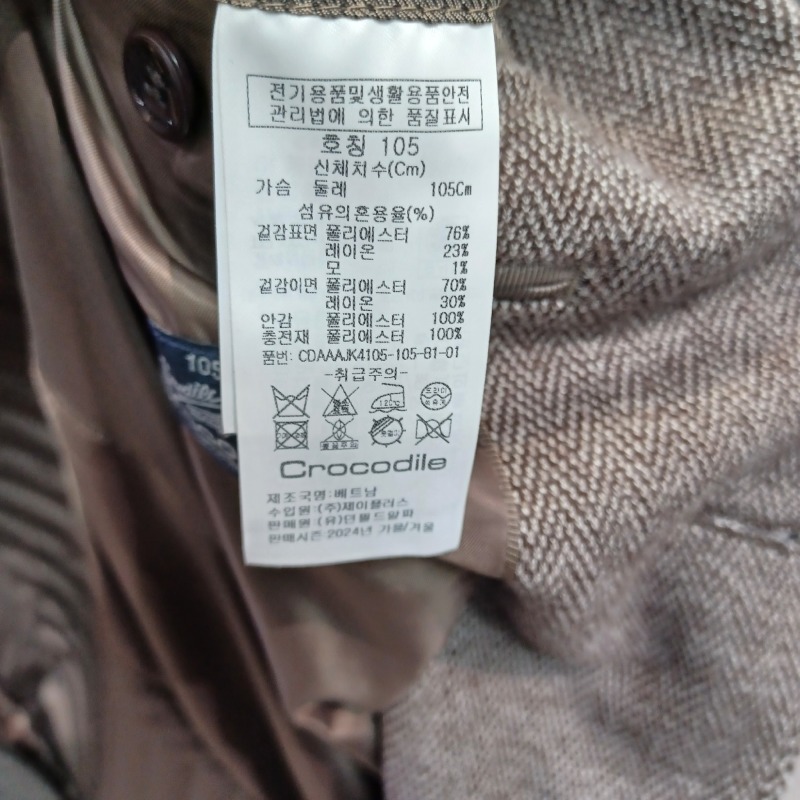 전기용품및생활용품안전
관리법에 의한 품질표시
호칭 105
신체치수(Cm)
가슴 둘레 105Cm
섬유의혼용율(%)
겉감표면 폴리에스터 76%
레이온 23%
모 1%
겉감이면 폴리에스터 70%
레이온 30%
안감 폴리에스터 100%
충전재 폴리에스터 100%
품번: CDAAAJK4105-105-81-01
-취급주의-
120℃
드라이
Crocodile
제조국명:베트남
수입원:(주)제이플러스
판매원 (유)던필드알파
판매시즌 2024년 가을/겨울
105